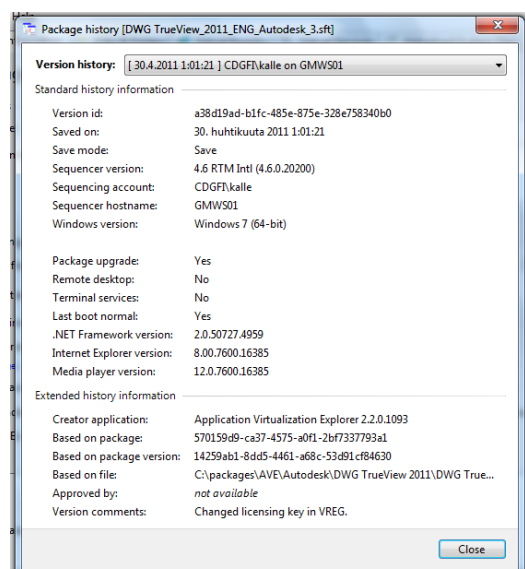 Package history [DWG TrueView_2011_ENG_Autodesk_3.sft]
Version history: [ 30.4.2011 1:01:21 ] CDGFI\kalle on GMWS01
Standard history information
Version id: a38d19ad-b1fc-485e-875e-328e758340b0
Saved on: 30. huhtikuuta 2011 1:01:21
Save mode: Save
Sequencer version: 4.6 RTM Intl (4.6.0.20200)
Sequencing account: CDGFI\kalle
Sequencer hostname: GMWS01
Windows version: Windows 7 (64-bit)
Package upgrade: Yes
Remote desktop: No
Terminal services: No
Last boot normal: Yes
.NET Framework version: 2.0.50727.4959
Internet Explorer version: 8.00.7600.16385
Media player version: 12.0.7600.16385
Extended history information
Creator application: Application Virtualization Explorer 2.2.0.1093
Based on package: 570159d9-ca37-4575-a0f1-2bf7337793a1
Based on package version: 14259ab1-8dd5-4461-a68c-53d91cf84630
Based on file: C:\packages\AVE\Autodesk\DWG TrueView 2011\DWG True...
Approved by: not available
Version comments: Changed licensing key in VREG.
Close